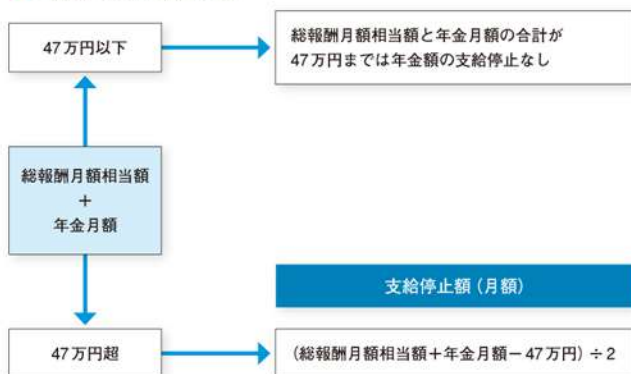 47万円以下
総報酬月額相当額と年金月額の合計が
47万円までは年金額の支給停止なし
総報酬月額相当額
+
年金月額
支給停止額（月額）
47万円超
（総報酬月額相当額＋年金月額－47万円）÷2